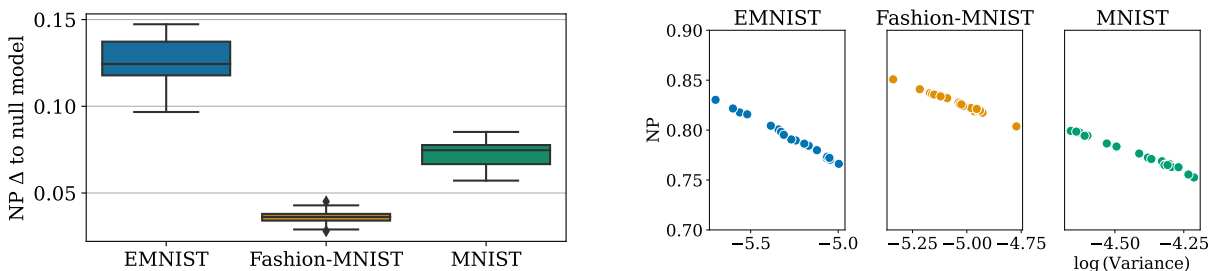 NP Δ to null model
0.15
0.10
0.05
EMNIST
Fashion-MNIST
MNIST
EMNIST
Fashion-MNIST
MNIST
NP
0.90
0.85
0.80
0.75
0.70
−5.5
−5.0
−5.25
−5.00
−4.75
−4.50
−4.25
log (Variance)